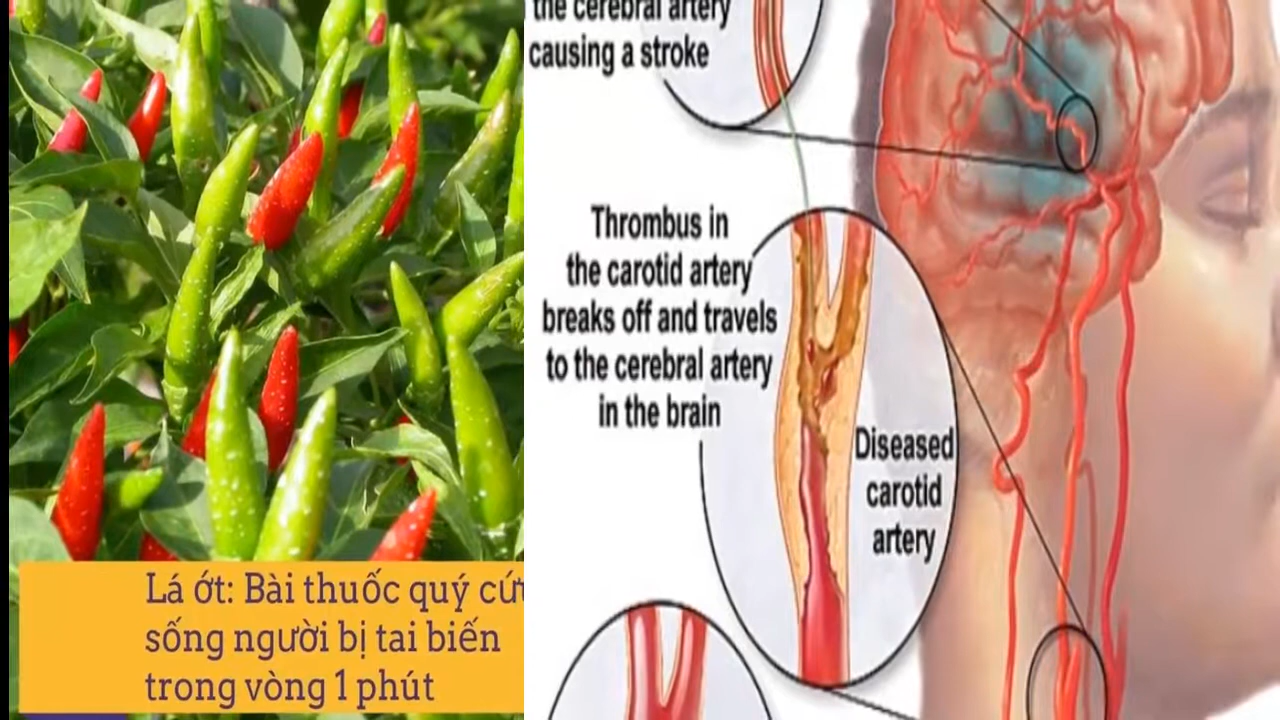 Lá ớt: Bài thuốc quý cứu
sống người bị tai biến
trong vòng 1 phút
the cerebral artery
causing a stroke
Thrombus in
the carotid artery
breaks off and travels
to the cerebral artery
in the brain
Diseased
carotid
artery